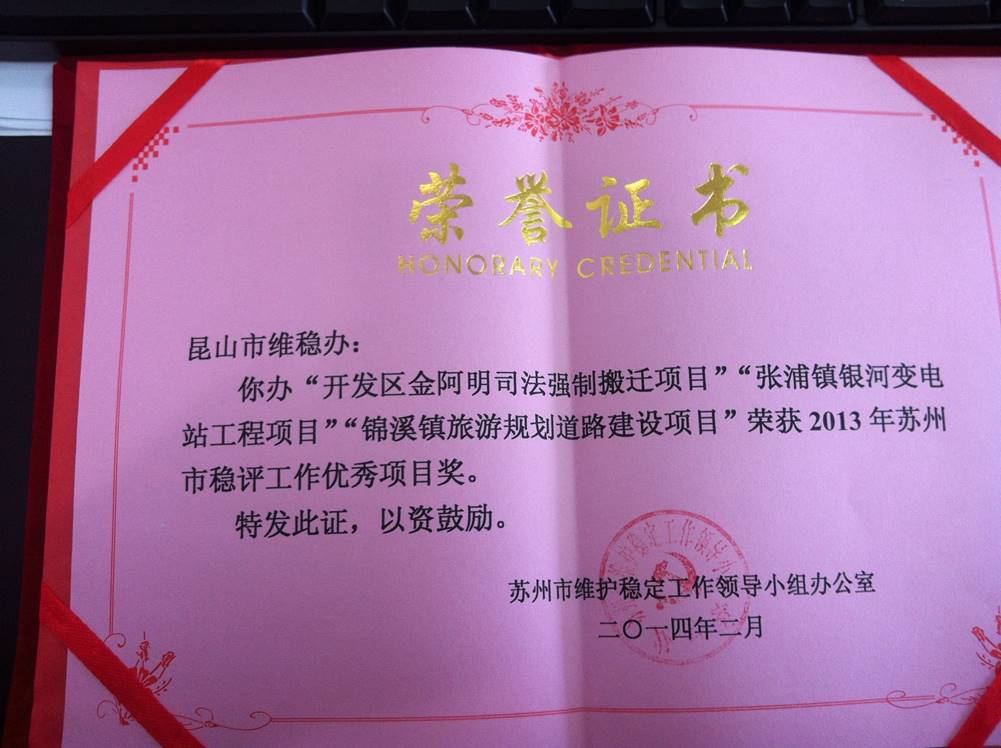 荣誉证书
HONORARY CREDENTIAL
昆山市维稳办：
你办“开发区金阿明司法强制搬迁项目”“张浦镇银河变电
站工程项目”“锦溪镇旅游规划道路建设项目”荣获2013年苏州
市稳评工作优秀项目奖。
特发此证，以资鼓励。
苏州市维护稳定工作领导小组办公室
二〇一四年二月